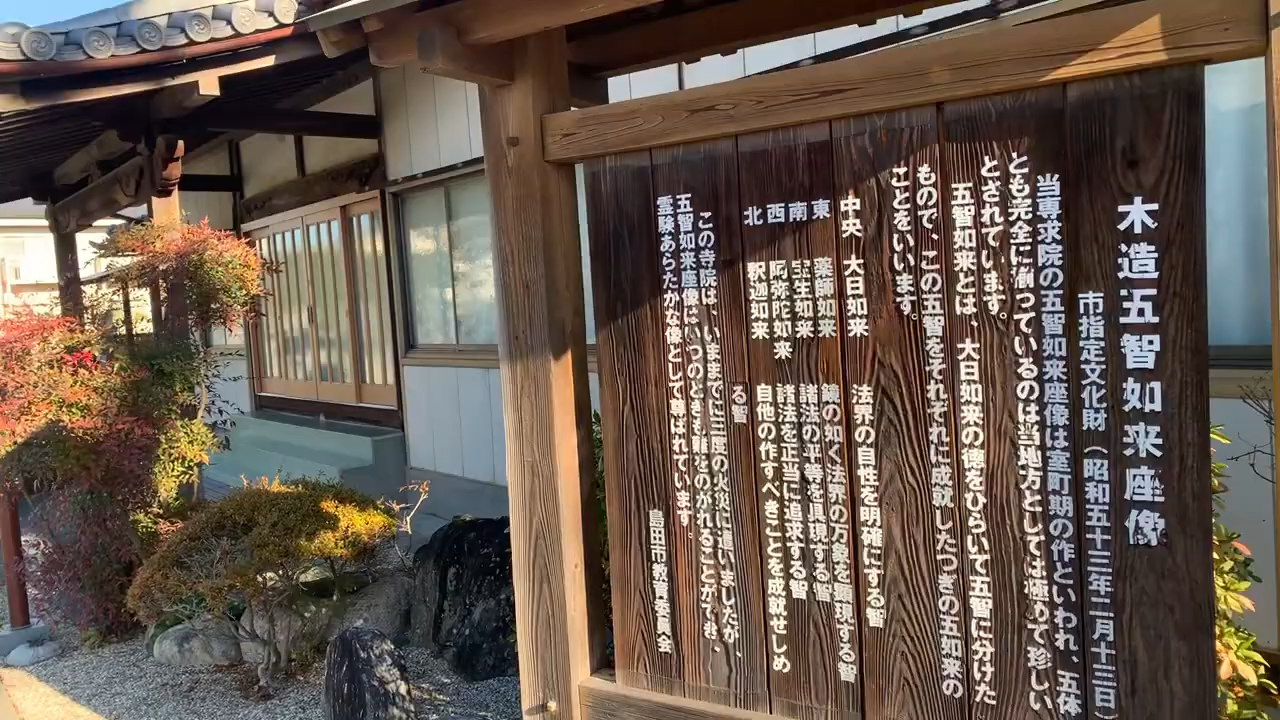 木造五智如来座像
市指定文化財(昭和五十三年二月十三日)
当専求院の五智如来座像は室町期の作といわれ、五体
とも完全に揃っているのは当地方としては極めて珍しい
とされています。
五智如来とは、大日如来の徳をひらいて五智に分けた
もので、この五智をそれぞれに成就したつぎの五如来の
ことをいいます。
中央 大日如来 法界の自性を明確にする智
東 薬師如来 鏡の如く法界の万象を顕現する智
南 宝生如来 諸法の平等を具現する智
西 阿弥陀如来 諸法を正当に追求する智
北 釈迦如来 自他の作すべきことを成就せしめ
る智
この寺院は、いままでに三度の火災に遭いましたが、
五智如来座像はいつのときも難をのがれることができ、
霊験あらたかな像として尊ばれています。
島田市教育委員会